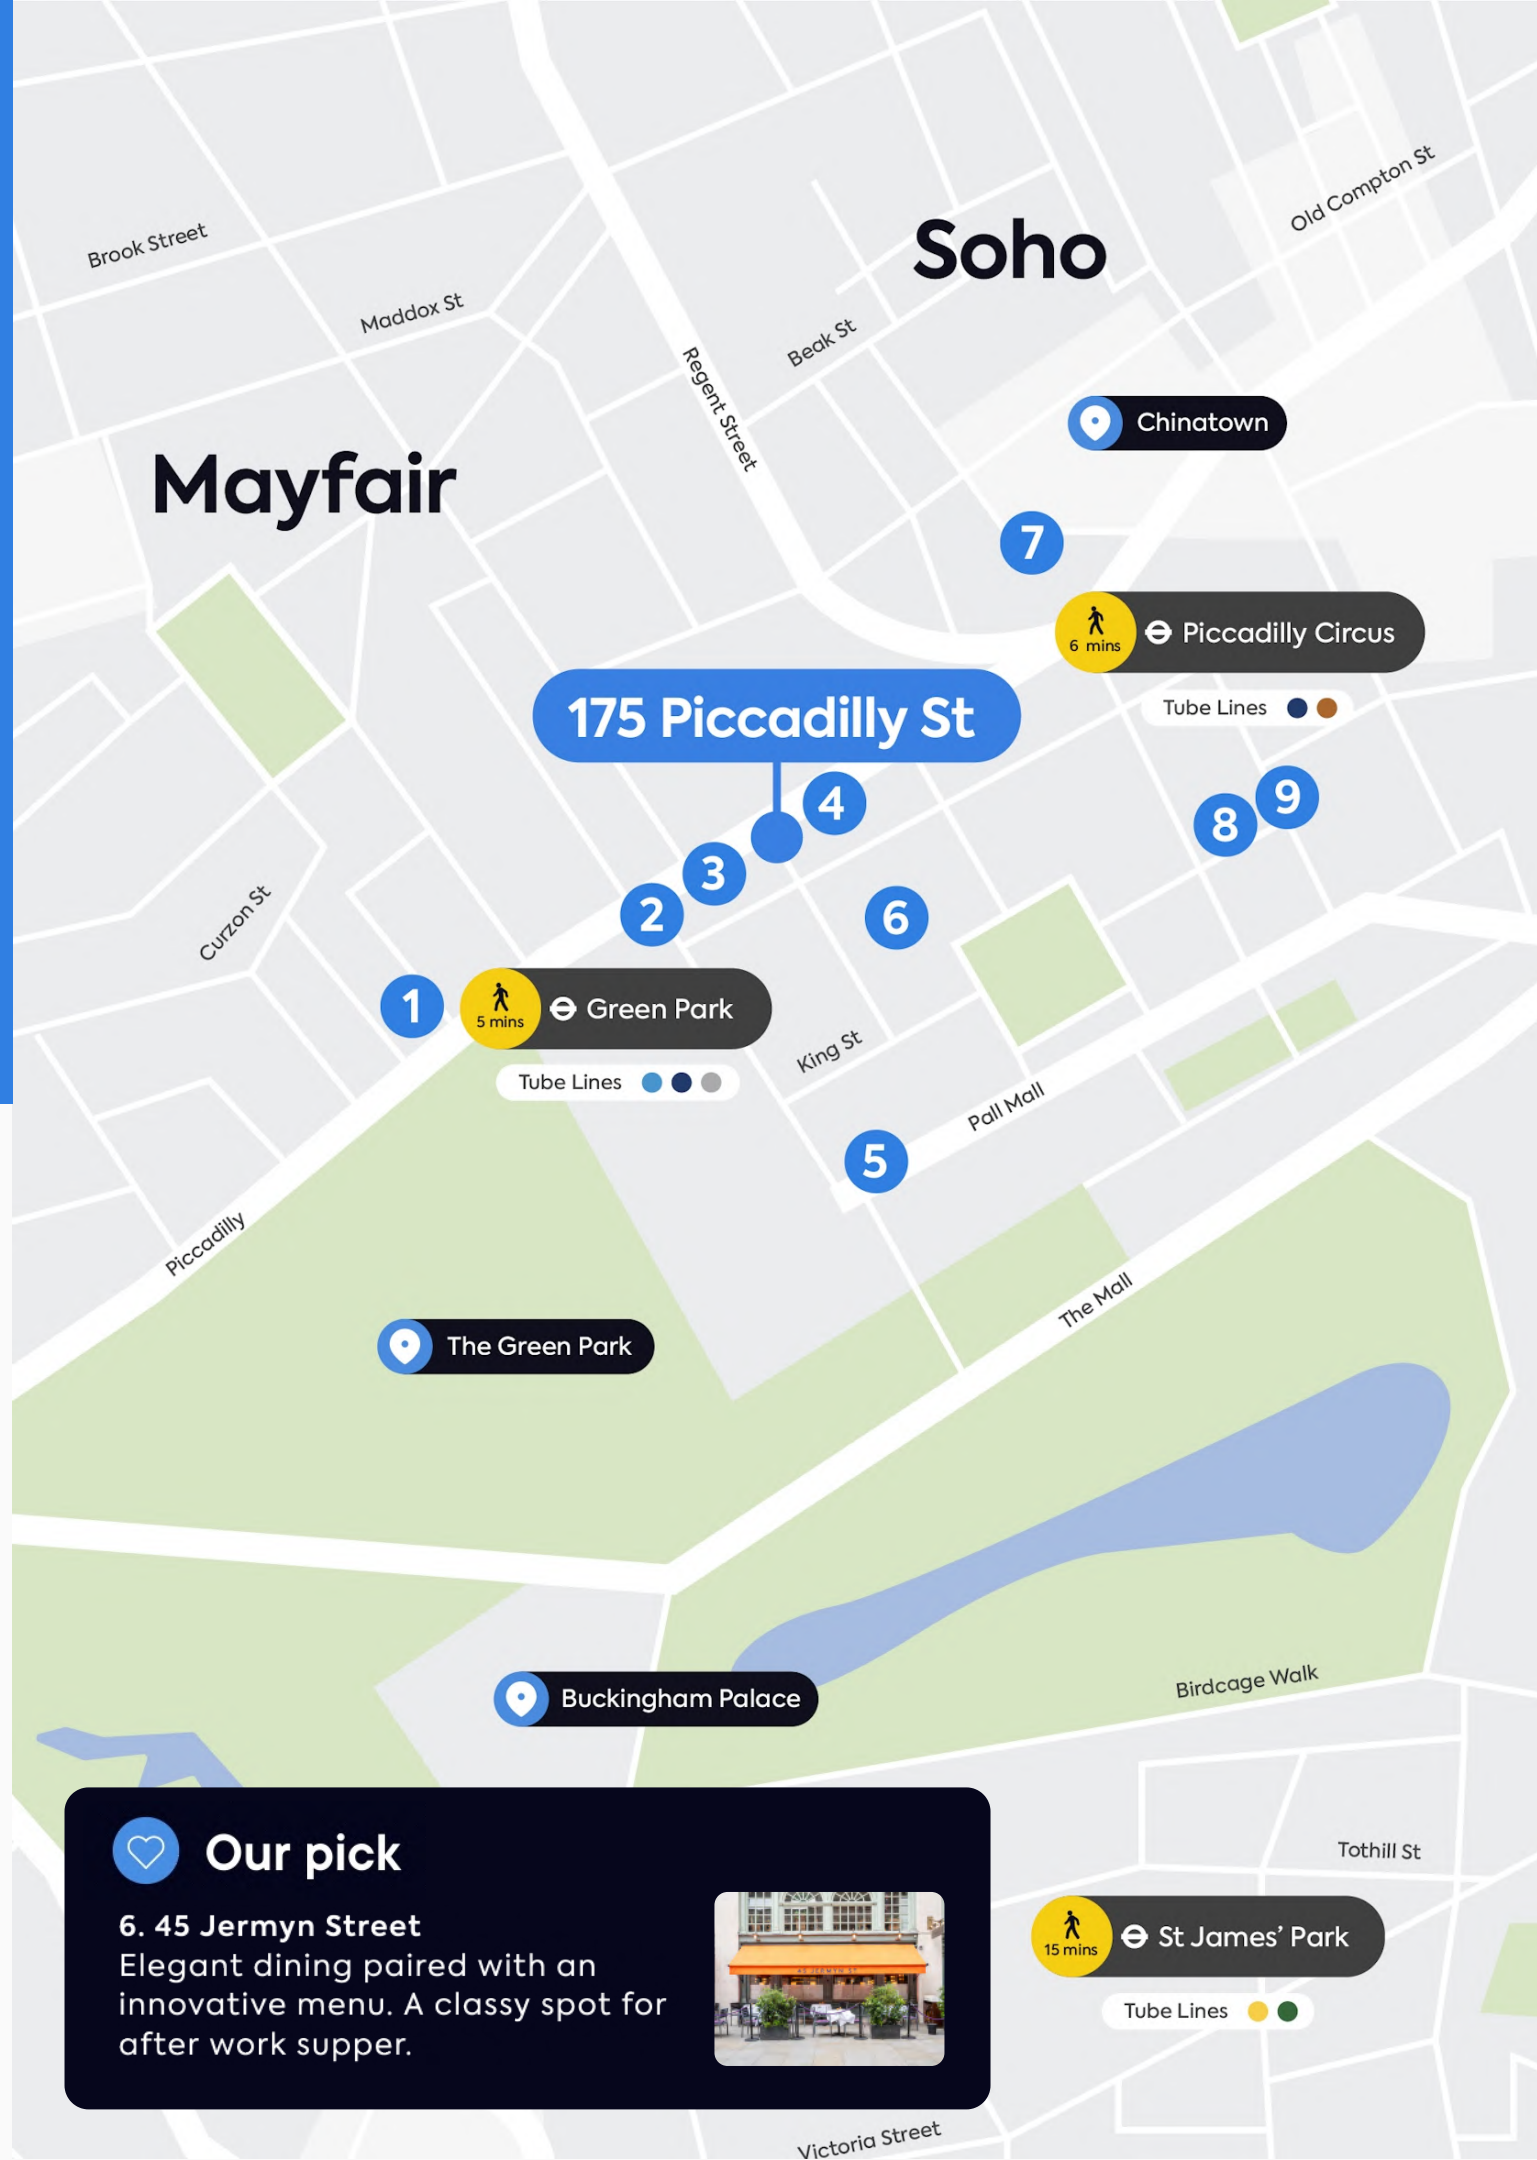 Soho
Old Compton St
Brook Street
Maddox St
Beak St
Regent Street
Chinatown
Mayfair
7
6 mins
Piccadilly Circus
Tube Lines
175 Piccadilly St
4
9
8
3
2
6
Curzon St
1
5 mins
Green Park
Tube Lines
King St
Pall Mall
5
Piccadilly
The Mall
The Green Park
Buckingham Palace
Birdcage Walk
Our pick
6. 45 Jermyn Street
Elegant dining paired with an
innovative menu. A classy spot for
after work supper.
45 JERMYN ST
Tothill St
15 mins
St James’ Park
Tube Lines
Victoria Street